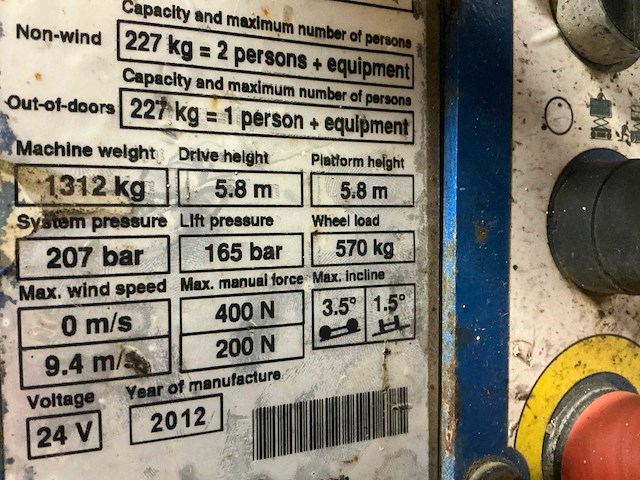 Capacity and maximum number of persons
Non-wind 227 kg = 2 persons + equipment
Capacity and maximum number of persons
Out-of-doors 227 kg = 1 person + equipment
Machine weight Drive height Platform height
1312 kg 5.8 m 5.8 m
System pressure Lift pressure Wheel load
207 bar 165 bar 570 kg
Max. wind speed Max. manual force Max. incline
0 m/s 400 N 3.5° 1.5°
9.4 m/s 200 N
Voltage Year of manufacture
24 V 2012